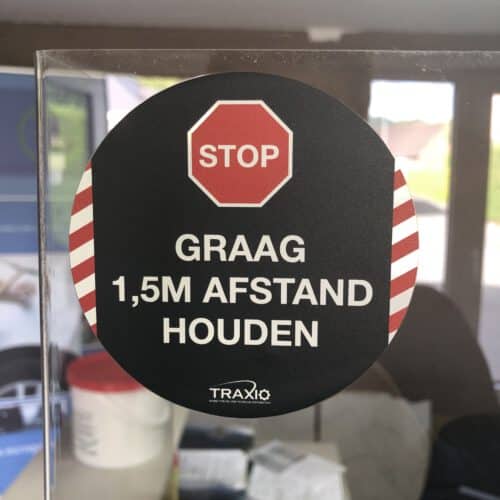 STOP
GRAAG
1,5M AFSTAND
HOUDEN
TRAXIO